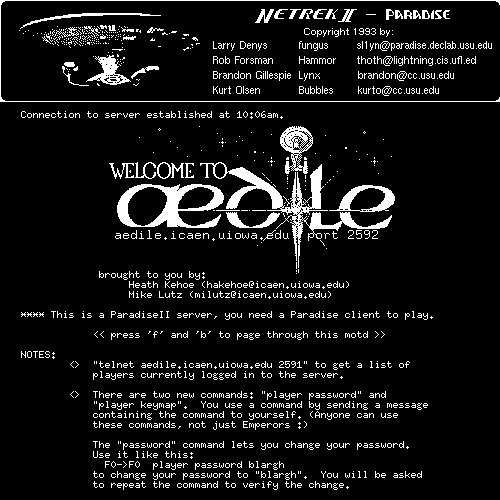 NETREK II – PARADISE
Copyright 1993 by:
Larry Denys fungus sl1yn@paradise.declab.usu.edu
Rob Forsman Hammor thoth@lightning.cis.ufl.ed
Brandon Gillespie Lynx brandon@cc.usu.edu
Kurt Olsen Bubbles kurto@cc.usu.edu
Connection to server established at 10:06am.
WELCOME TO
ædile
aedile.icaen.uiowa.edu port 2592
brought to you by:
Heath Kehoe (hakehoe@icaen.uiowa.edu)
Mike Lutz (milutz@icaen.uiowa.edu)
**** This is a ParadiseII server, you need a Paradise client to play.
<< press 'f' and 'b' to page through this motd >>
NOTES:
<> "telnet aedile.icaen.uiowa.edu 2591" to get a list of
players currently logged in to the server.
<> There are two new commands: "player password" and
"player keymap". You use a command by sending a message
containing the command to yourself. (Anyone can use
these commands, not just Emperors :)
The "password" command lets you change your password.
Use it like this:
F0->F0 player password blargh
to change your password to "blargh". You will be asked
to repeat the command to verify the change.